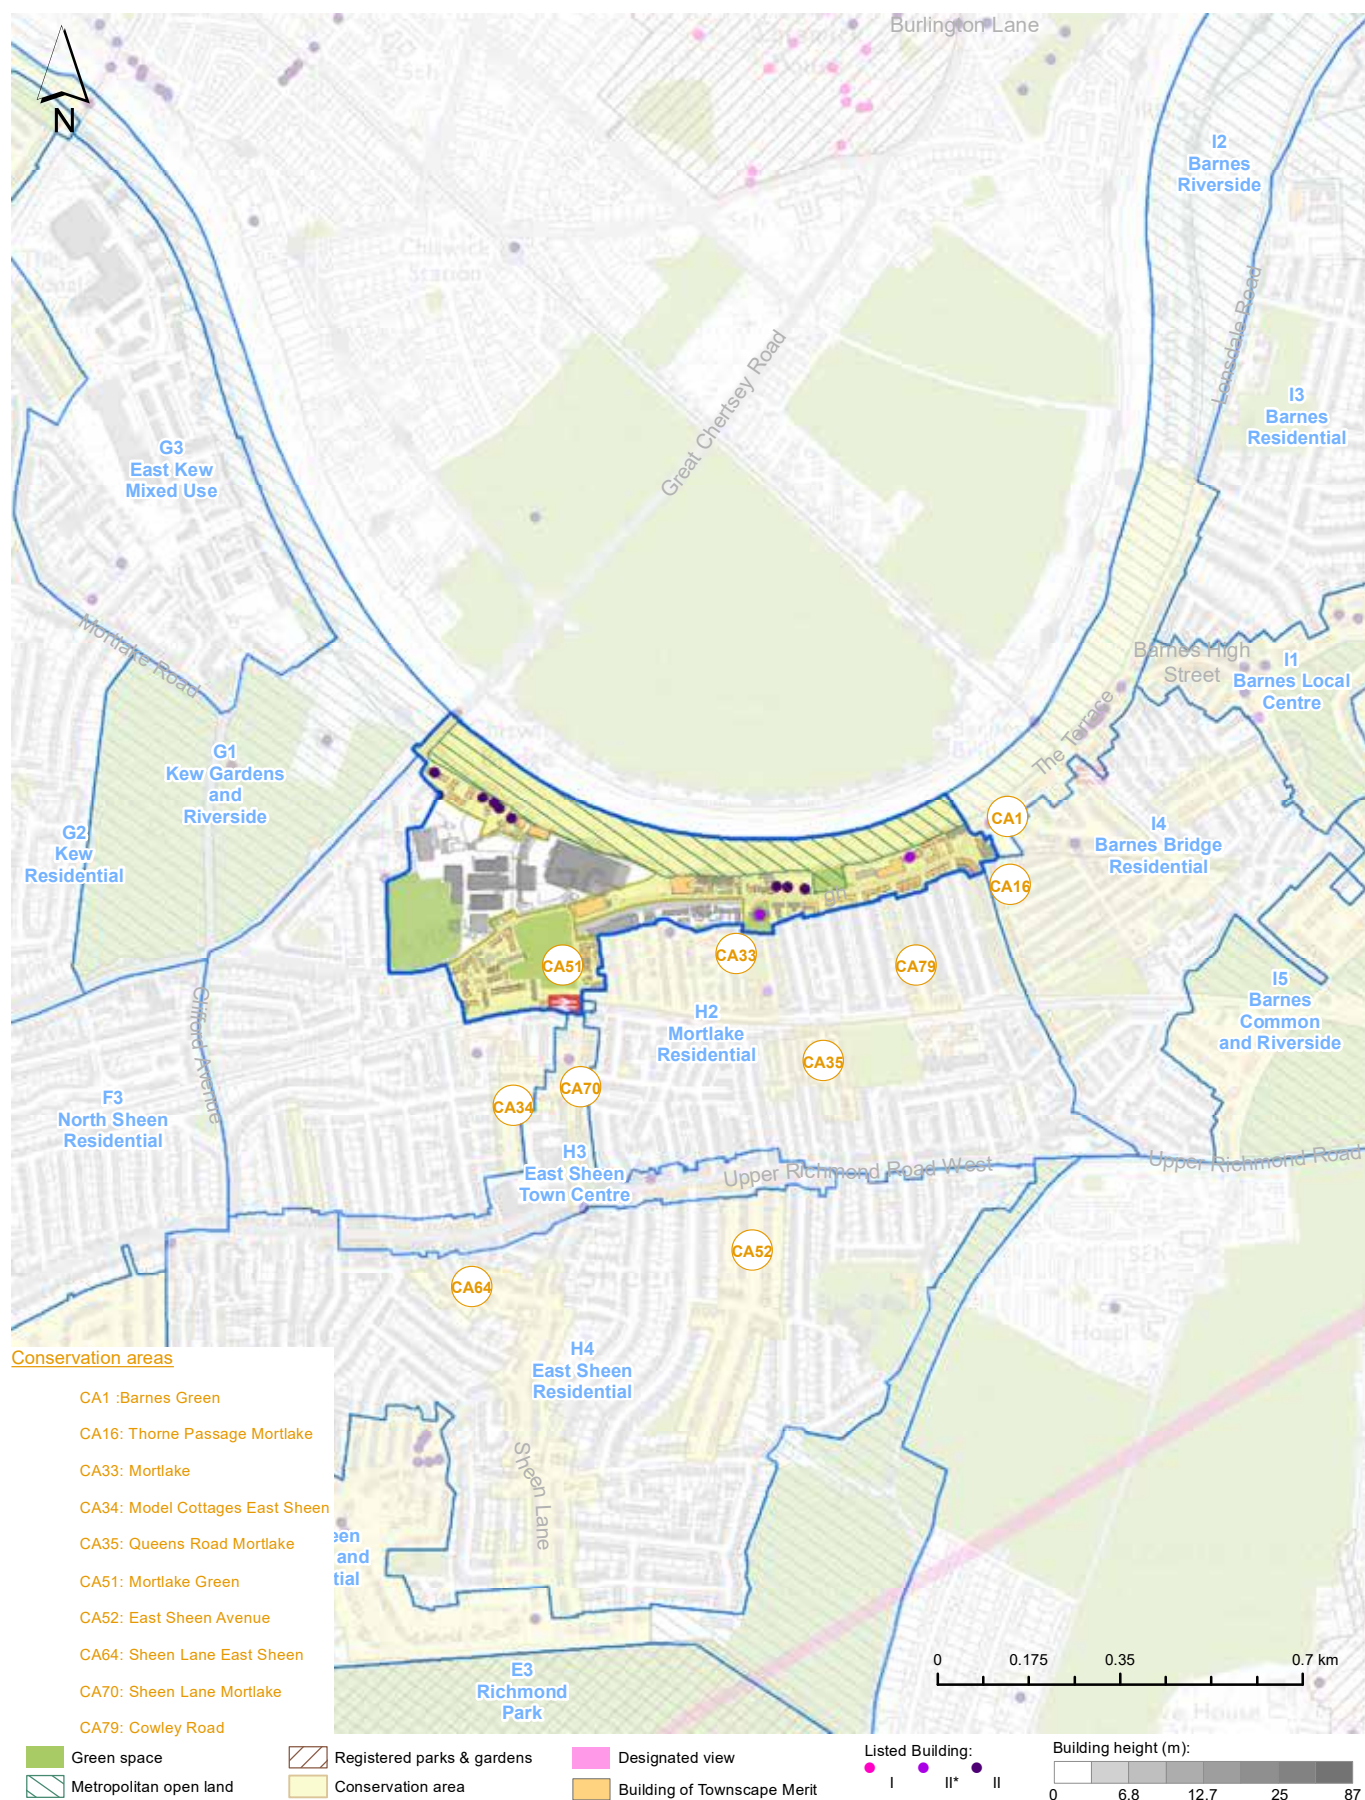 Burlington Lane
N
I2
Barnes
Riverside
Chiswick
Station
Great Chertsey Road
Lonsdale Road
I3
Barnes
Residential
G3
East Kew
Mixed Use
Mortlake Road
Barnes High
Street
I1
Barnes Local
Centre
The Terrace
G1
Kew Gardens
and
Riverside
G2
Kew
Residential
CA1
I4
Barnes Bridge
Residential
CA16
CA51
CA33
CA79
I5
Barnes
Common
and Riverside
Clifford Avenue
H2
Mortlake
Residential
CA35
CA70
CA34
F3
North Sheen
Residential
H3
East Sheen
Town Centre
Upper Richmond Road West
Upper Richmond Road
CA52
CA64
H4
East Sheen
Residential
Sheen Lane
een
and
tial
E3
Richmond
Park
Conservation areas
CA1 :Barnes Green
CA16: Thorne Passage Mortlake
CA33: Mortlake
CA34: Model Cottages East Sheen
CA35: Queens Road Mortlake
CA51: Mortlake Green
CA52: East Sheen Avenue
CA64: Sheen Lane East Sheen
CA70: Sheen Lane Mortlake
CA79: Cowley Road
0 0.175 0.35 0.7 km
Green space
Metropolitan open land
Registered parks & gardens
Conservation area
Designated view
Building of Townscape Merit
Listed Building:
I II* II
Building height (m):
0 6.8 12.7 25 87